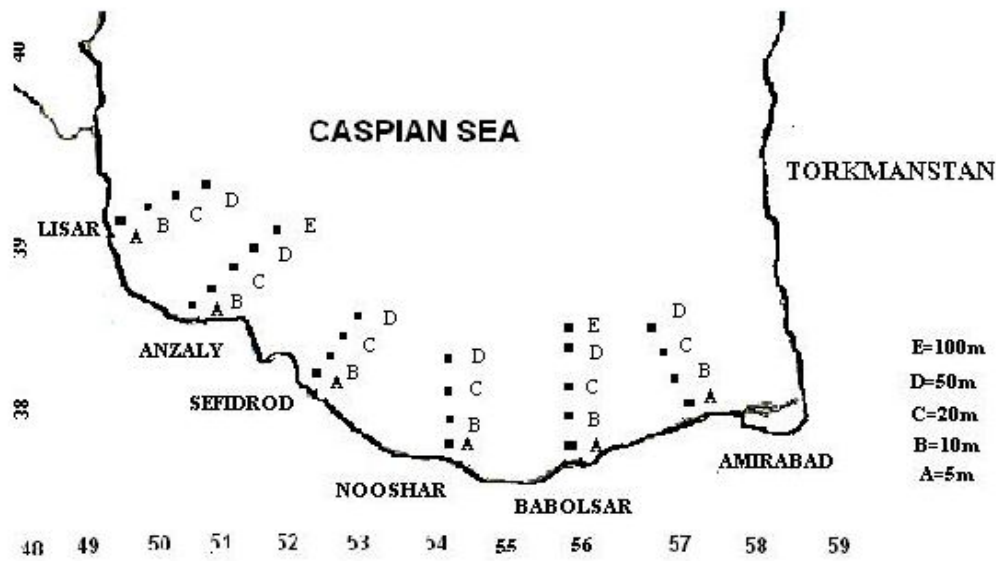 40
39
38
CASPIAN SEA
TORKMANSTAN
LISAR
A
B
C
D
ANZALY
A
B
C
D
E
SEFIDROD
A
B
C
D
NOOSHAR
A
B
C
D
BABOLSAR
A
B
C
D
E
AMIRABAD
A
B
C
D
E=100m
D=50m
C=20m
B=10m
A=5m
48 49 50 51 52 53 54 55 56 57 58 59